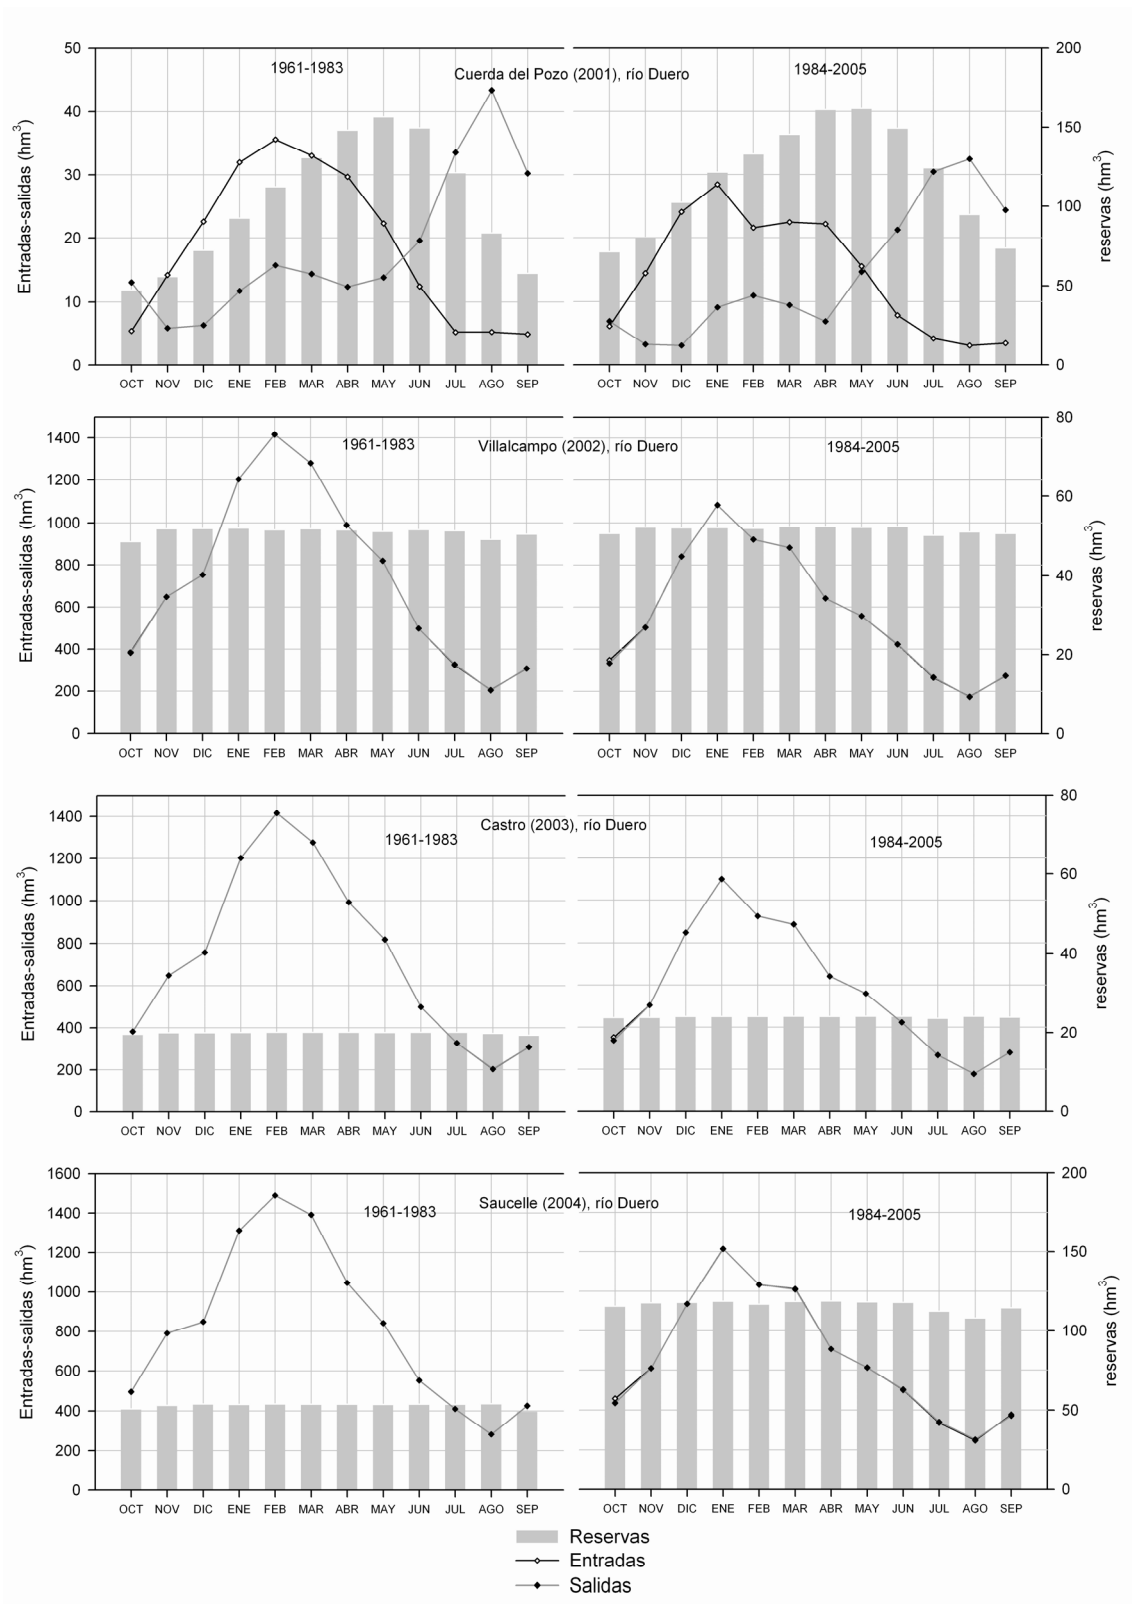 50
40
30
20
10
0
Entradas-salidas (hm3)
1961-1983
Cuerda del Pozo (2001), río Duero
1984-2005
200
150
100
50
0
reservas (hm3)
OCT NOV DIC ENE FEB MAR ABR MAY JUN JUL AGO SEP
OCT NOV DIC ENE FEB MAR ABR MAY JUN JUL AGO SEP
1400
1200
1000
800
600
400
200
0
Entradas-salidas (hm3)
1961-1983
Villalcampo (2002), río Duero
1984-2005
80
60
40
20
0
reservas (hm3)
OCT NOV DIC ENE FEB MAR ABR MAY JUN JUL AGO SEP
OCT NOV DIC ENE FEB MAR ABR MAY JUN JUL AGO SEP
1400
1200
1000
800
600
400
200
0
Entradas-salidas (hm3)
1961-1983
Castro (2003), río Duero
1984-2005
80
60
40
20
0
reservas (hm3)
OCT NOV DIC ENE FEB MAR ABR MAY JUN JUL AGO SEP
OCT NOV DIC ENE FEB MAR ABR MAY JUN JUL AGO SEP
1600
1400
1200
1000
800
600
400
200
0
Entradas-salidas (hm3)
1961-1983
Saucelle (2004), río Duero
1984-2005
200
150
100
50
0
reservas (hm3)
OCT NOV DIC ENE FEB MAR ABR MAY JUN JUL AGO SEP
OCT NOV DIC ENE FEB MAR ABR MAY JUN JUL AGO SEP
Reservas
Entradas
Salidas